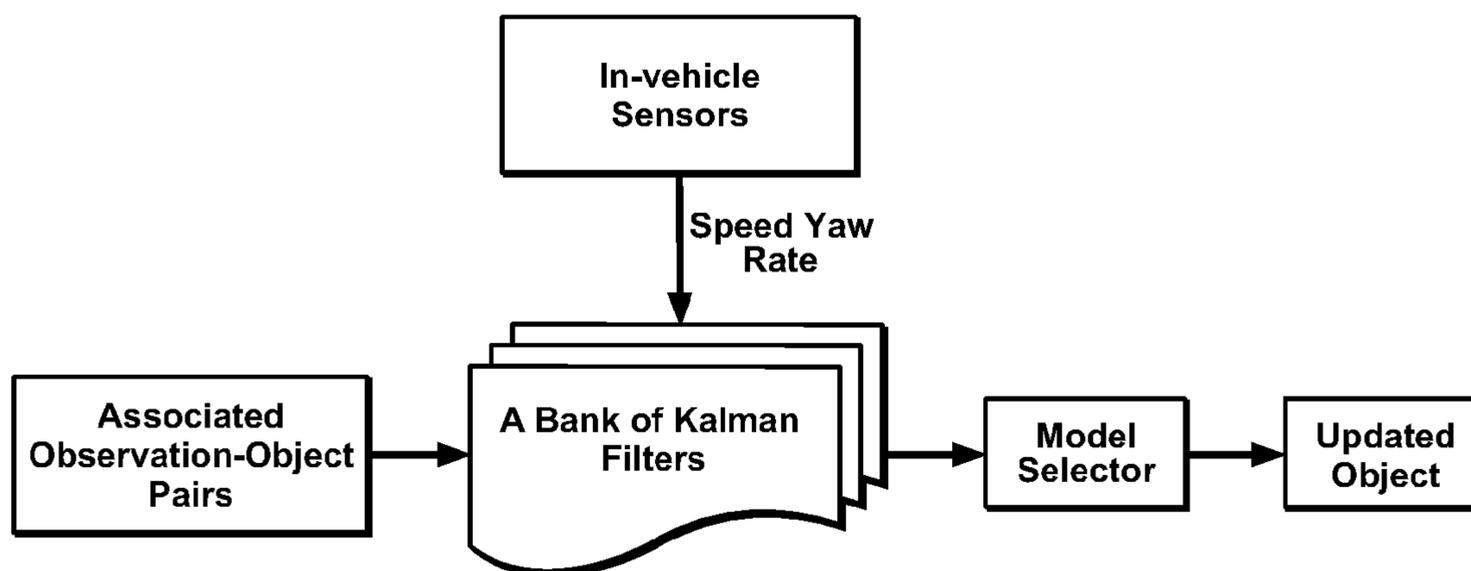 In-vehicle
Sensors
Speed Yaw
Rate
Associated
Observation-Object
Pairs
A Bank of Kalman
Filters
Model
Selector
Updated
Object